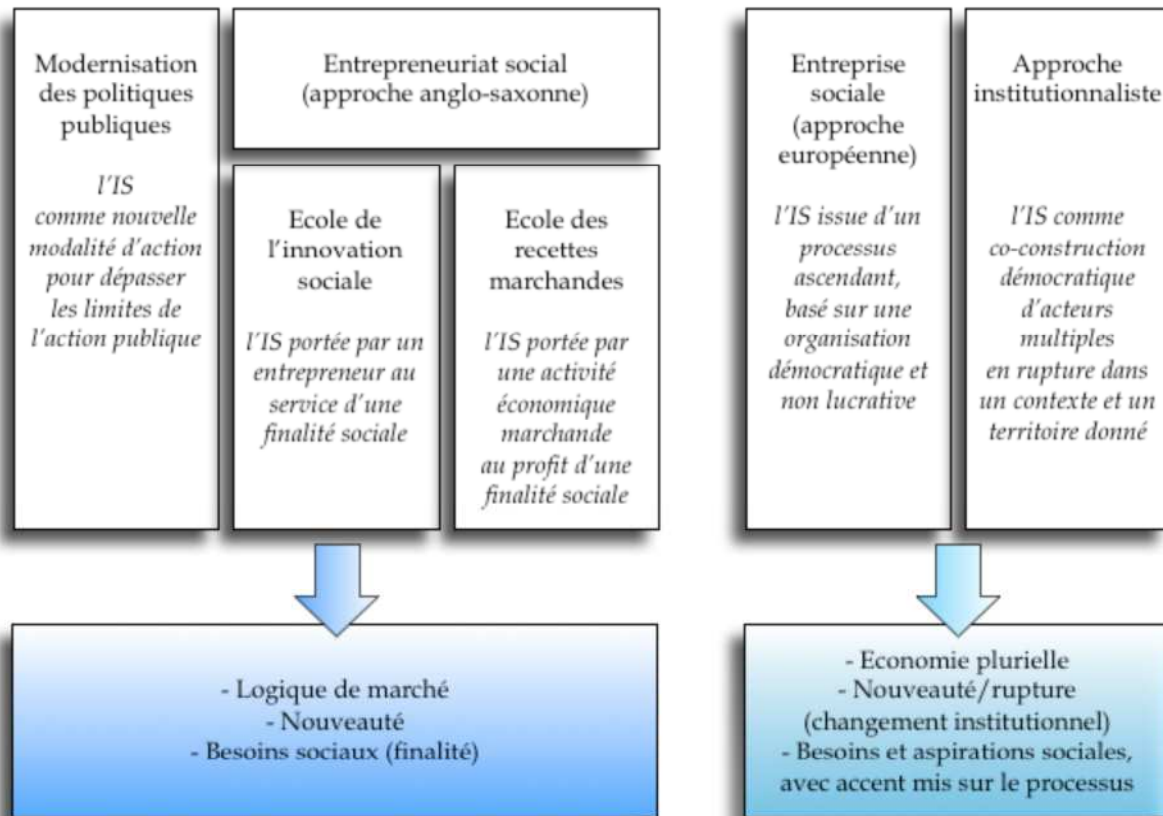 Modernisation
des politiques
publiques
l'IS
comme nouvelle
modalité d'action
pour dépasser
les limites de
l'action publique
Entrepreneuriat social
(approche anglo-saxonne)
Ecole de
l'innovation
sociale
l'IS portée par un
entrepreneur au
service d'une
finalité sociale
Ecole des
recettes
marchandes
l'IS portée par
une activité
économique
marchande
au profit d'une
finalité sociale
Entreprise
sociale
(approche
européenne)
l'IS issue d'un
processus
ascendant,
basé sur une
organisation
démocratique et
non lucrative
Approche
institutionnaliste
l'IS comme
co-construction
démocratique
d'acteurs
multiples
en rupture dans
un contexte et un
territoire donné
- Logique de marché
- Nouveauté
- Besoins sociaux (finalité)
- Economie plurielle
- Nouveauté/rupture
(changement institutionnel)
- Besoins et aspirations sociales,
avec accent mis sur le processus